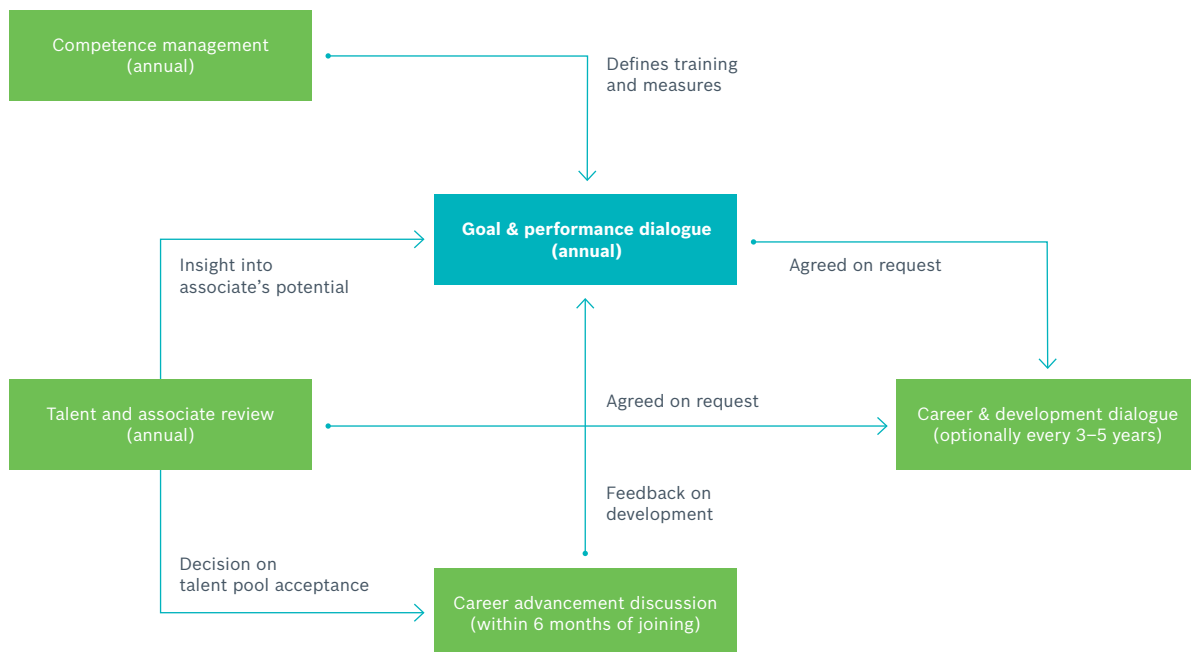 Competence management
(annual)
Defines training
and measures
Goal & performance dialogue
(annual)
Insight into
associate’s potential
Agreed on request
Talent and associate review
(annual)
Agreed on request
Career & development dialogue
(optionally every 3–5 years)
Feedback on
development
Decision on
talent pool acceptance
Career advancement discussion
(within 6 months of joining)